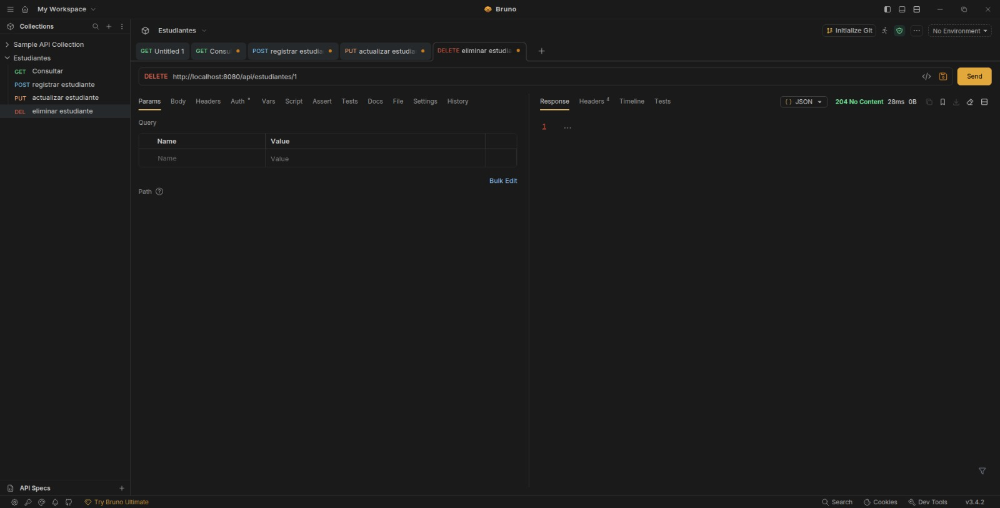 My Workspace
Bruno
Collections
Estudiantes
Initialize Git
No Environment
Sample API Collection
Estudiantes
GET Consultar
POST registrar estudiante
PUT actualizar estudiante
DEL eliminar estudiante
GET Untitled 1
GET Consul
POST registrar estudia
PUT actualizar estudia
DELETE eliminar estudia
DELETE http://localhost:8080/api/estudiantes/1
</>
Send
Params Body Headers Auth * Vars Script Assert Tests Docs File Settings History
Query
Name Value
Name Value
Bulk Edit
Path ?
Response Headers 4 Timeline Tests
{ } JSON
204 No Content 28ms 0B
1 ...
API Specs
Try Bruno Ultimate
Search Cookies Dev Tools v3.4.2